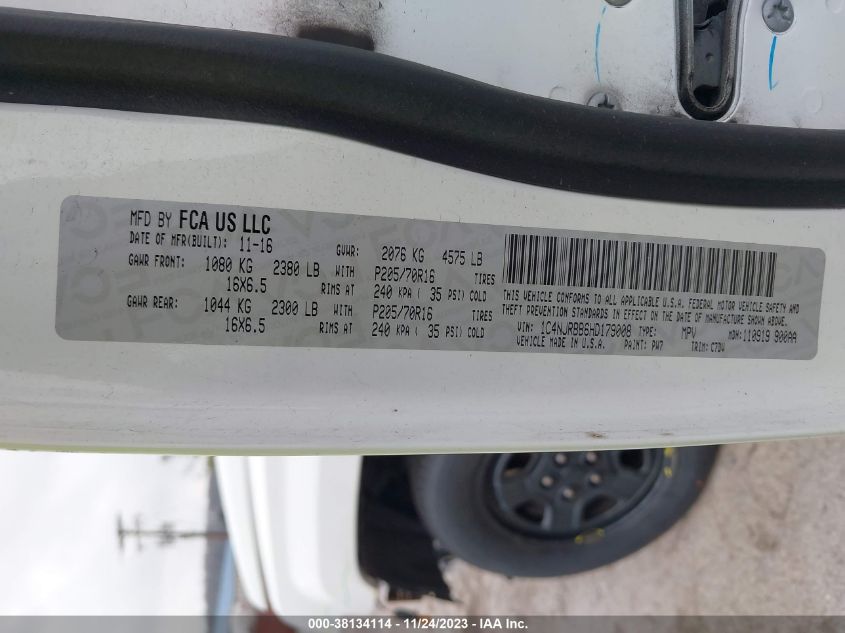 MFD BY FCA US LLC
DATE OF MFR(BUILT): 11-16 GVWR: 2076 KG 4575 LB
GAWR FRONT: 1080 KG 2380 LB WITH P205/70R16 TIRES
16X6.5 RIMS AT 240 KPA ( 35 PSI) COLD
GAWR REAR: 1044 KG 2300 LB WITH P205/70R16 TIRES
16X6.5 RIMS AT 240 KPA ( 35 PSI) COLD
THIS VEHICLE CONFORMS TO ALL APPLICABLE U.S.A. FEDERAL MOTOR VEHICLE SAFETY AND
THEFT PREVENTION STANDARDS IN EFFECT ON THE DATE OF MANUFACTURE SHOWN ABOVE.
VIN: 1C4NJRBB6HD179008 TYPE: MPV MDH: 110919 900AA
VEHICLE MADE IN U.S.A. PAINT: PW7 TRIM: C7DV
000-38134114 - 11/24/2023 - IAA Inc.